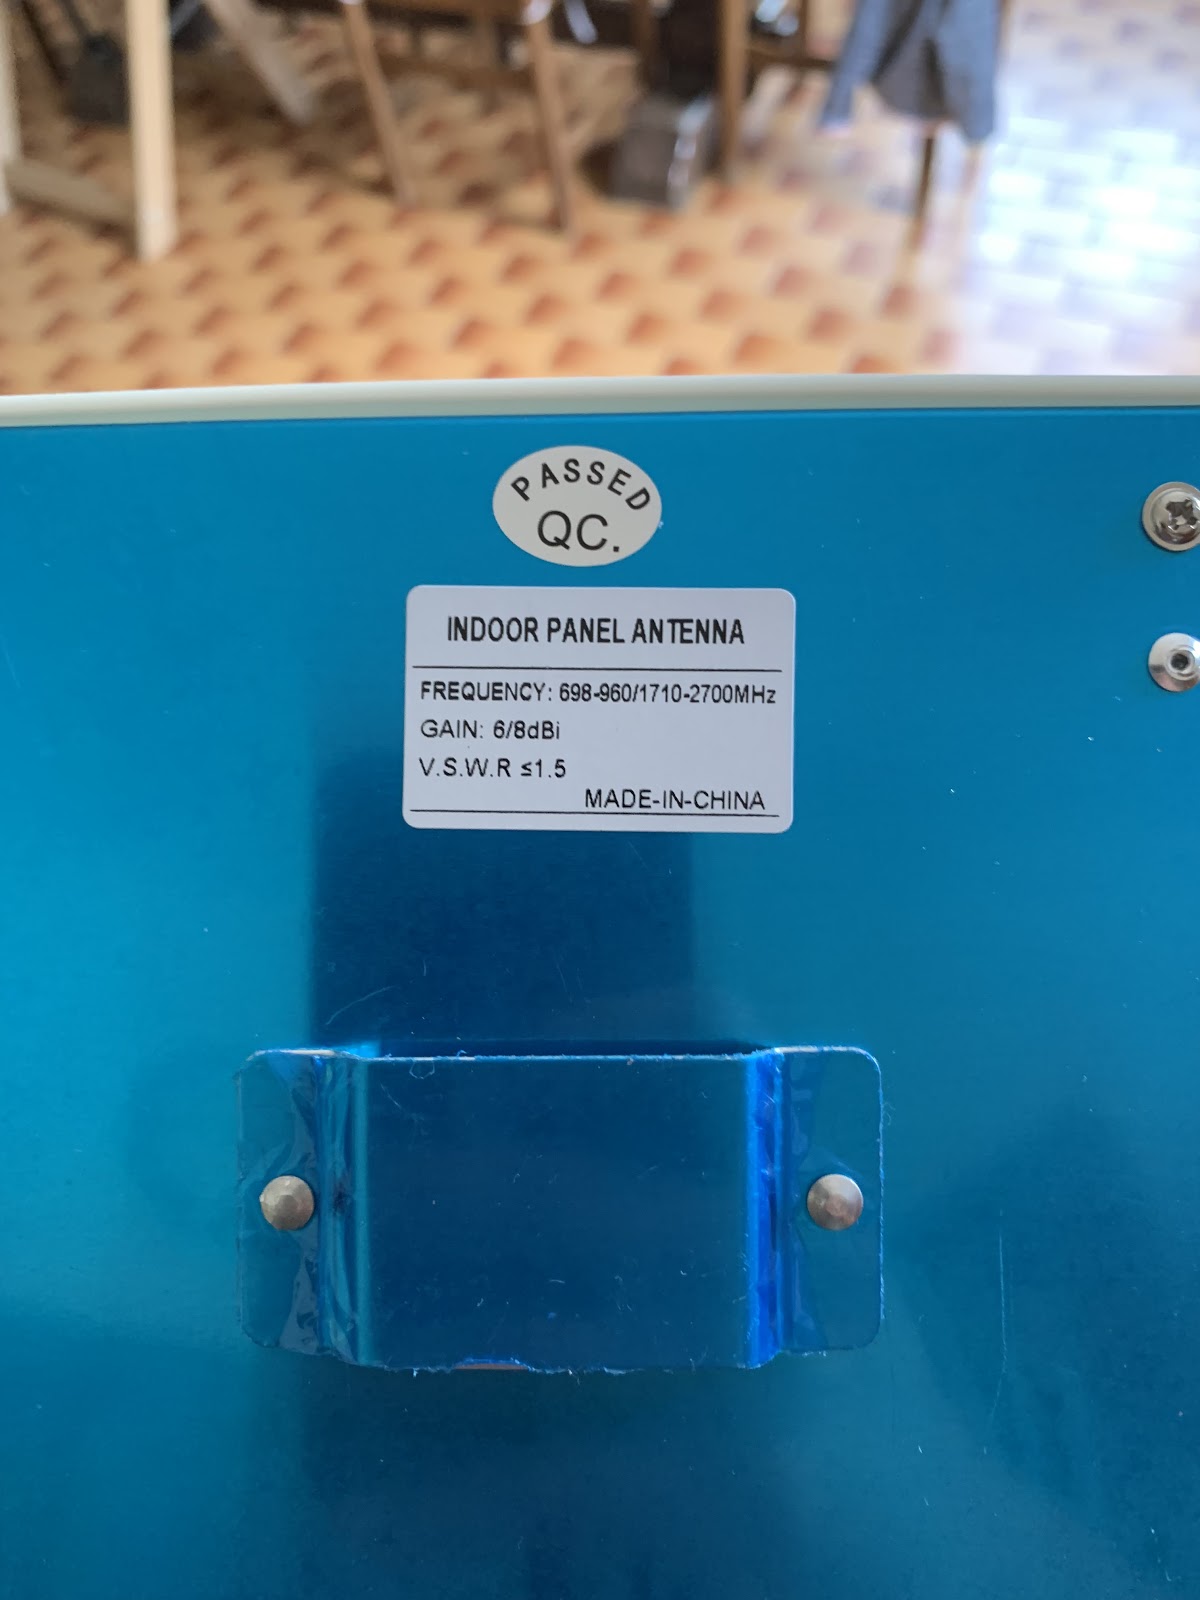 PASSED
QC.
INDOOR PANEL ANTENNA
FREQUENCY: 698-960/1710-2700MHz
GAIN: 6/8dBi
V.S.W.R ≤1.5
MADE-IN-CHINA